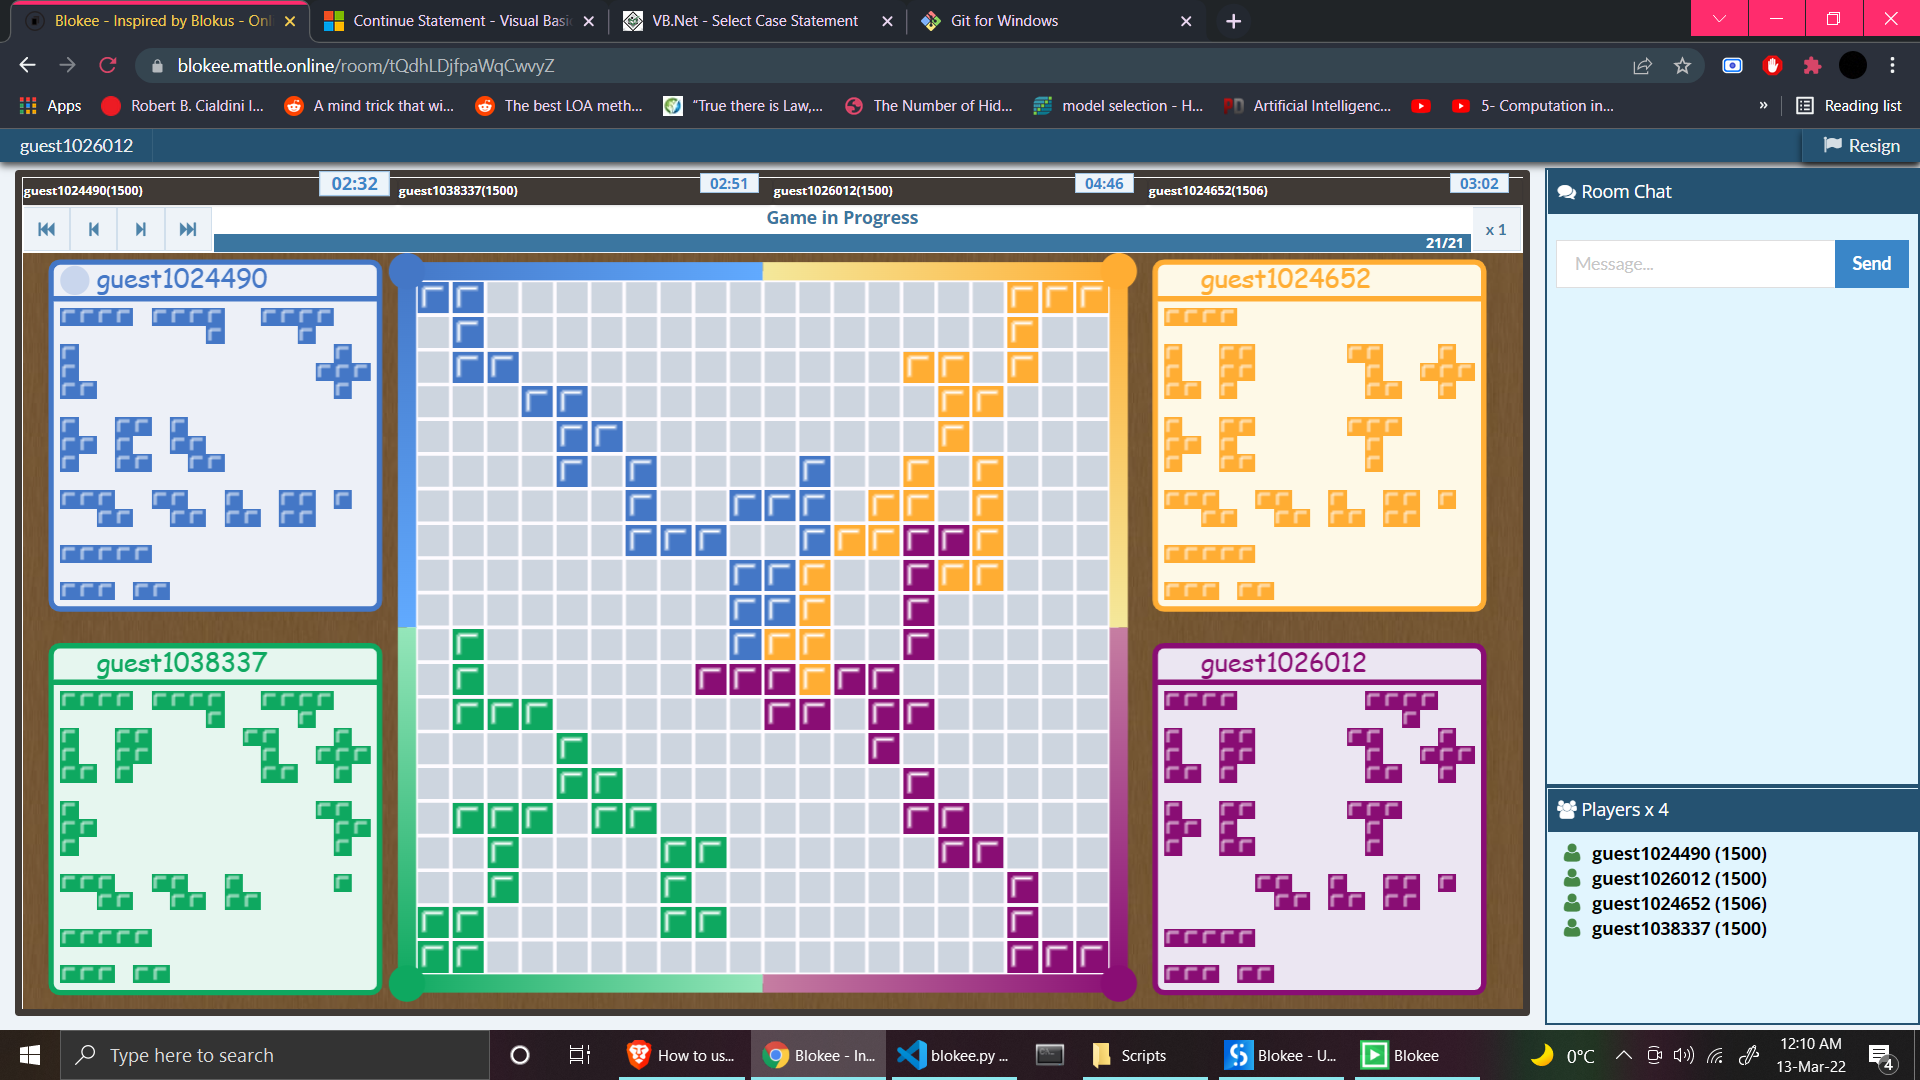 Blokee - Inspired by Blokus - Onl
Continue Statement - Visual Basi
VB.Net - Select Case Statement
Git for Windows
blokee.mattle.online/room/tQdhLDjfpaWqCwvyZ
Apps
Robert B. Cialdini I...
A mind trick that wi...
The best LOA meth...
“True there is Law,...
The Number of Hid...
model selection - H...
Artificial Intelligenc...
5- Computation in...
»
Reading list
guest1026012
Resign
guest1024490(1500)
02:32
guest1038337(1500)
02:51
guest1026012(1500)
04:46
guest1024652(1506)
03:02
Game in Progress
21/21
x 1
guest1024490
guest1024652
guest1038337
guest1026012
Room Chat
Message...
Send
Players x 4
guest1024490 (1500)
guest1026012 (1500)
guest1024652 (1506)
guest1038337 (1500)
Type here to search
How to us...
Blokee - In...
blokee.py ...
Scripts
Blokee - U...
Blokee
0°C
12:10 AM
13-Mar-22
4